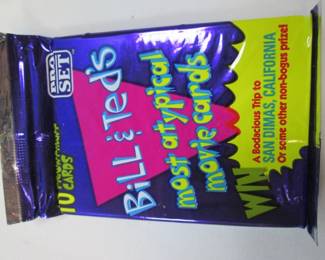 PRO
SET
10
CARDS
BiLL & TED'S
most atypical
movie cards
WIN
A Bodacious Trip to
SAN DIMAS, CALIFORNIA
Or some other non-bogus prize!